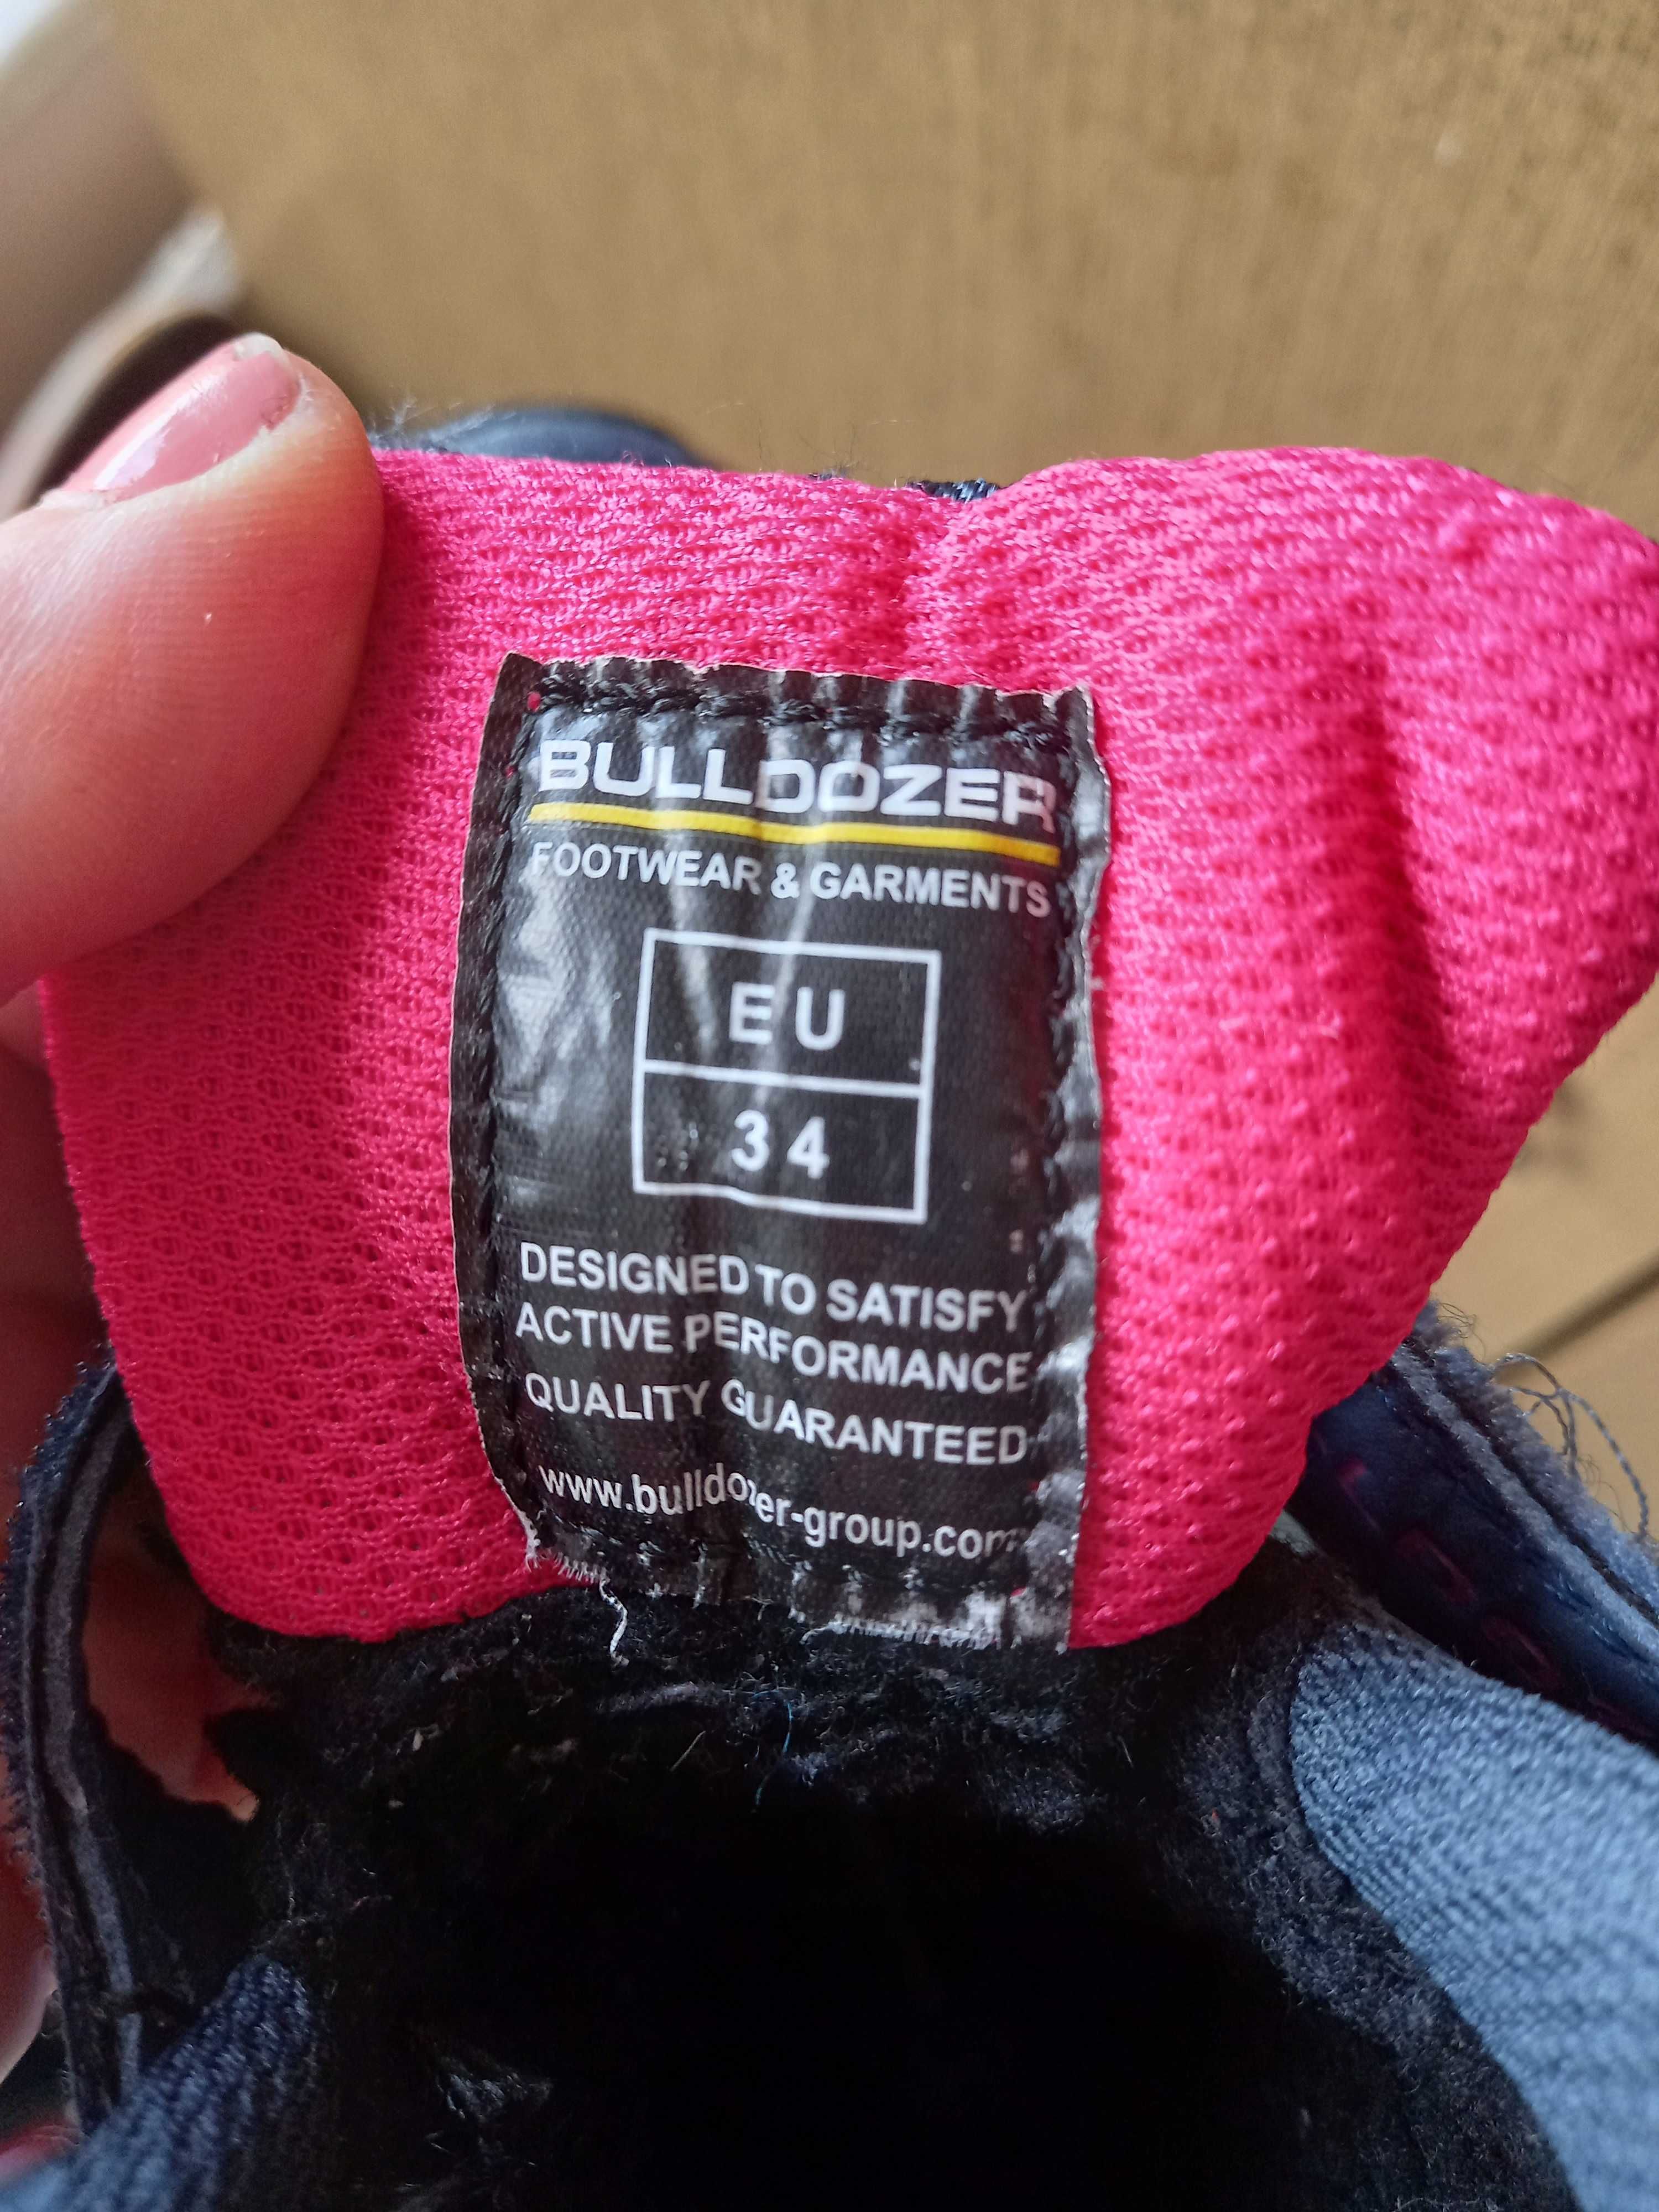 BULLDOZER
FOOTWEAR & GARMENTS
EU
34
DESIGNED TO SATISFY
ACTIVE PERFORMANCE
QUALITY GUARANTEED
www.bulldozer-group.com